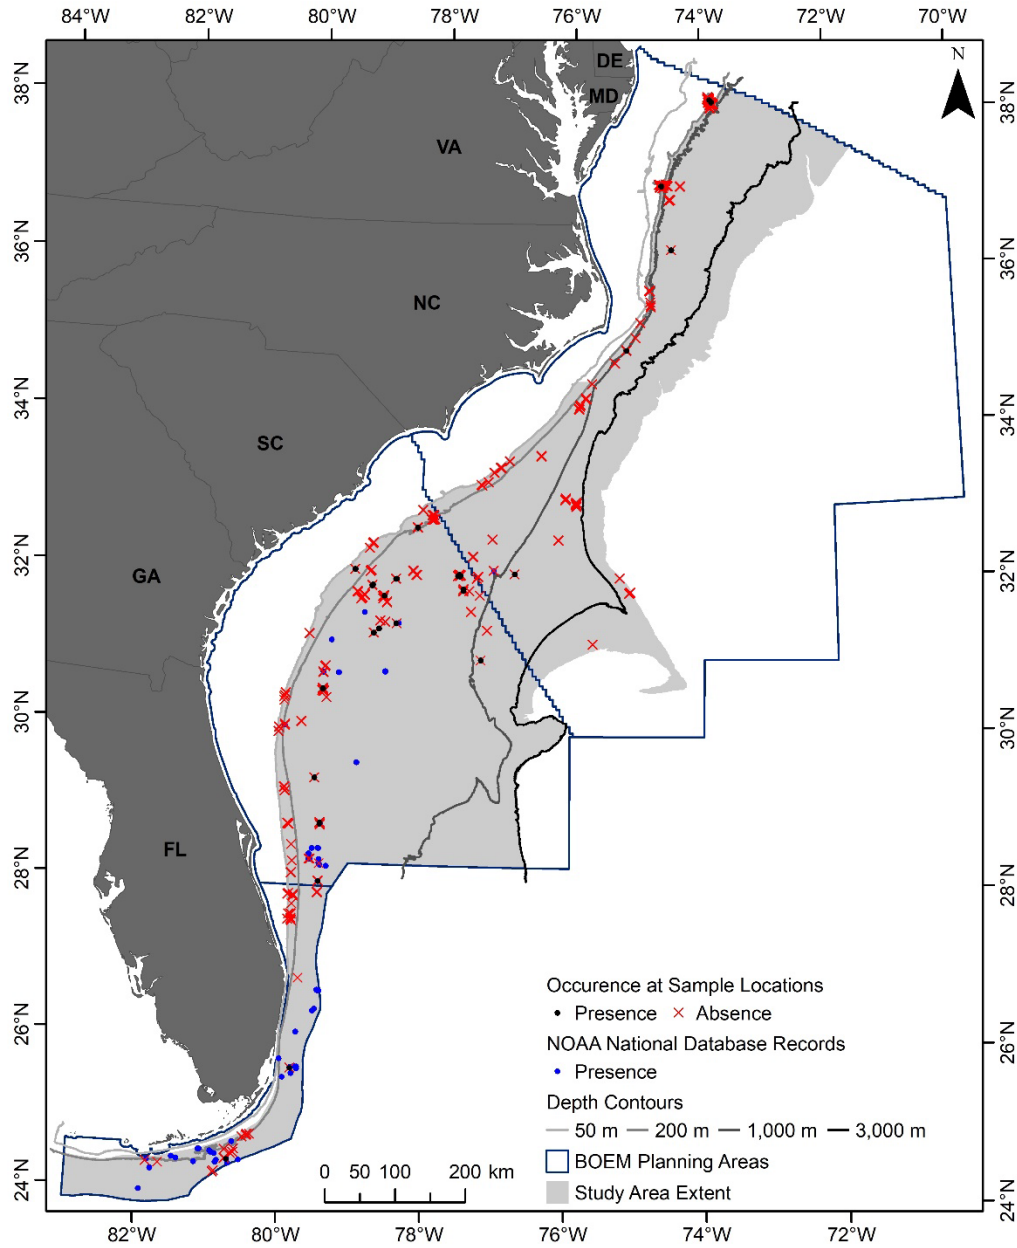 84°W 82°W 80°W 78°W 76°W 74°W 72°W 70°W
N
38°N 38°N
DE
MD
VA
36°N 36°N
NC
34°N 34°N
SC
32°N 32°N
GA
30°N 30°N
FL
28°N 28°N
Occurence at Sample Locations
Presence Absence
NOAA National Database Records
26°N 26°N
Presence
Depth Contours
50 m 200 m 1,000 m 3,000 m
BOEM Planning Areas
0 50 100 200 km
Study Area Extent
24°N 24°N
82°W 80°W 78°W 76°W 74°W 72°W